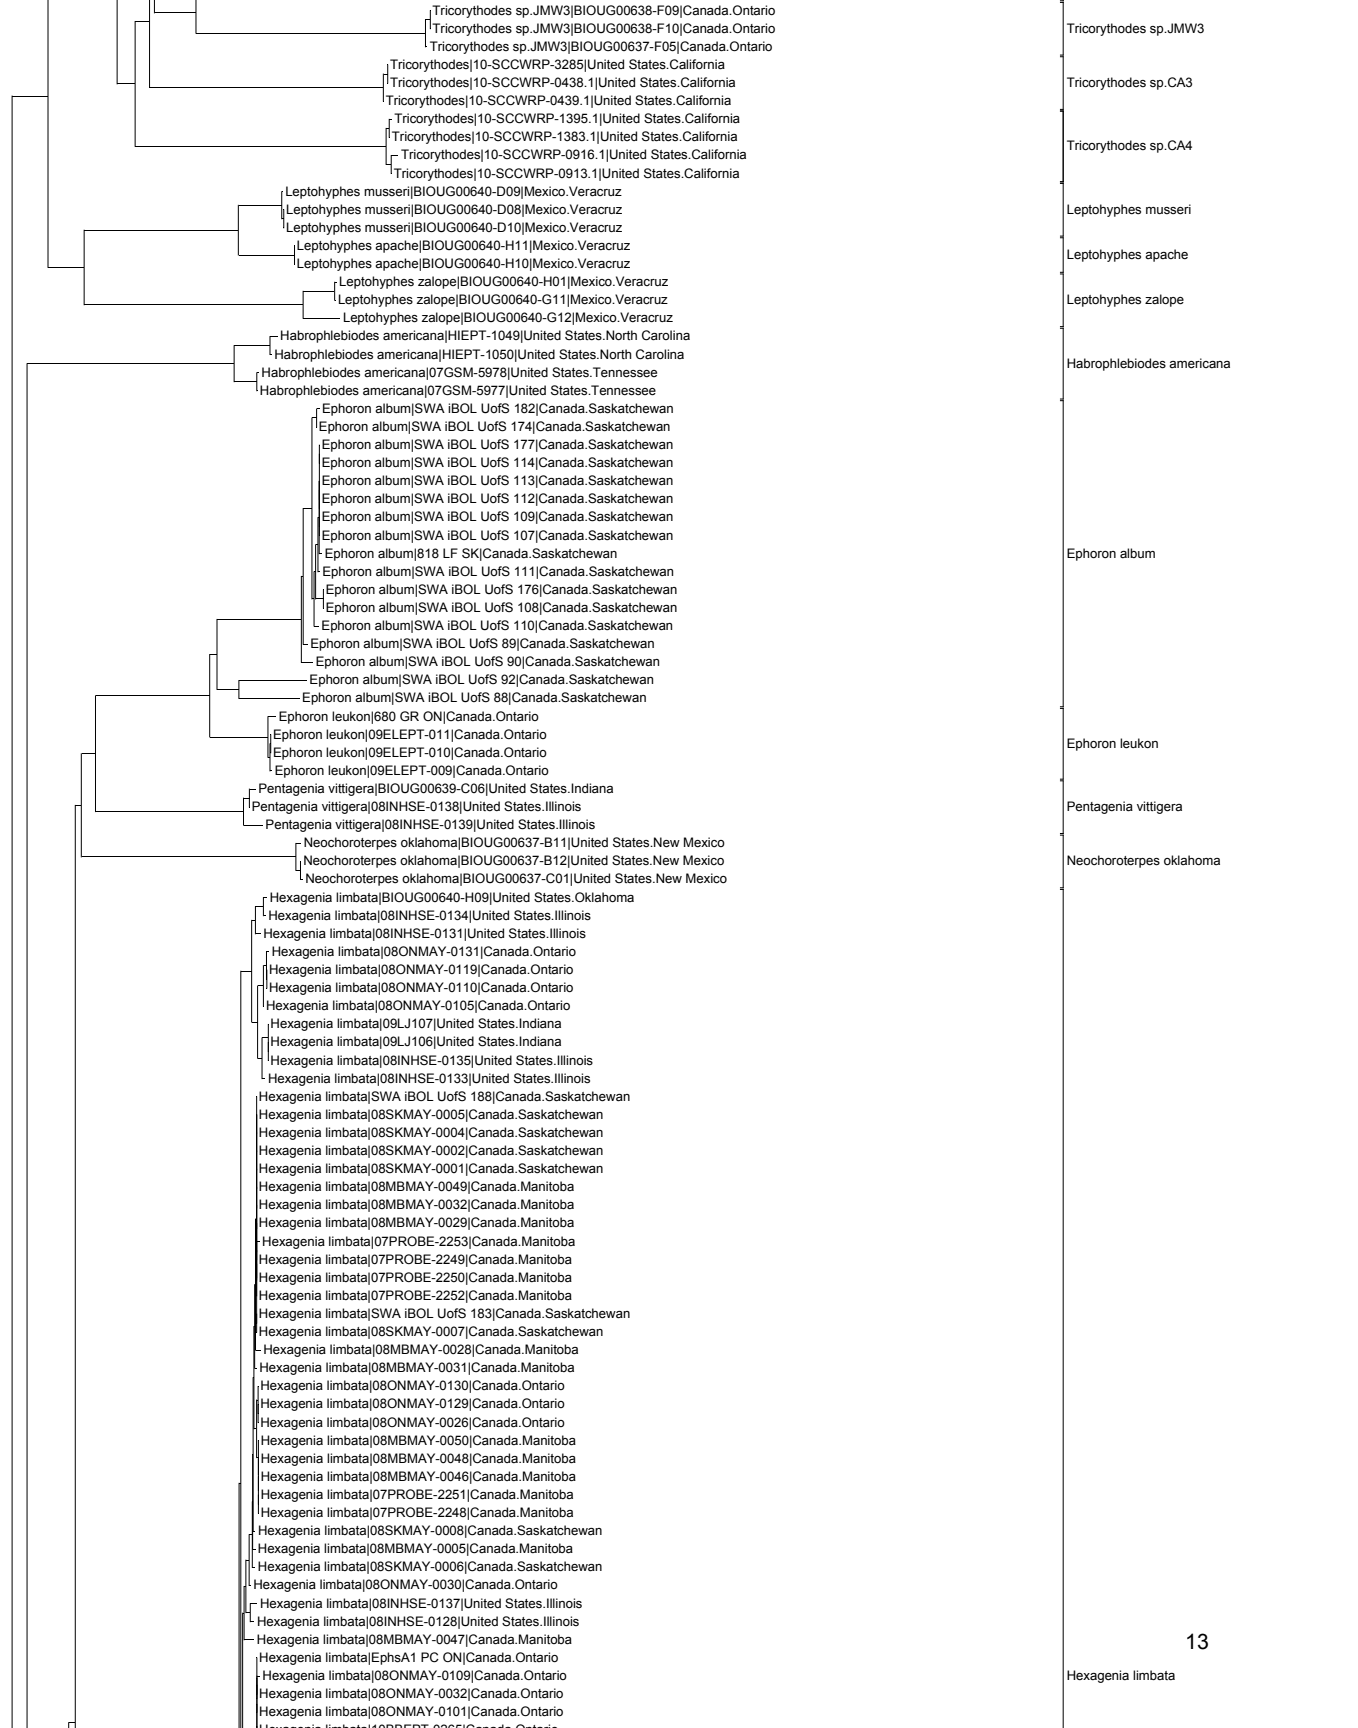 Tricorythodes sp.JMW3|BIOUG00638-F09|Canada.Ontario
Tricorythodes sp.JMW3|BIOUG00638-F10|Canada.Ontario
Tricorythodes sp.JMW3
Tricorythodes sp.JMW3|BIOUG00637-F05|Canada.Ontario
Tricorythodes|10-SCCWRP-3285|United States.California
Tricorythodes|10-SCCWRP-0438.1|United States.California
Tricorythodes sp.CA3
Tricorythodes|10-SCCWRP-0439.1|United States.California
Tricorythodes|10-SCCWRP-1395.1|United States.California
Tricorythodes|10-SCCWRP-1383.1|United States.California
Tricorythodes sp.CA4
Tricorythodes|10-SCCWRP-0916.1|United States.California
Tricorythodes|10-SCCWRP-0913.1|United States.California
Leptohyphes musseri|BIOUG00640-D09|Mexico.Veracruz
Leptohyphes musseri|BIOUG00640-D08|Mexico.Veracruz
Leptohyphes musseri
Leptohyphes musseri|BIOUG00640-D10|Mexico.Veracruz
Leptohyphes apache|BIOUG00640-H11|Mexico.Veracruz
Leptohyphes apache
Leptohyphes apache|BIOUG00640-H10|Mexico.Veracruz
Leptohyphes zalope|BIOUG00640-H01|Mexico.Veracruz
Leptohyphes zalope|BIOUG00640-G11|Mexico.Veracruz
Leptohyphes zalope
Leptohyphes zalope|BIOUG00640-G12|Mexico.Veracruz
Habrophlebiodes americana|HIEPT-1049|United States.North Carolina
Habrophlebiodes americana|HIEPT-1050|United States.North Carolina
Habrophlebiodes americana
Habrophlebiodes americana|07GSM-5978|United States.Tennessee
Habrophlebiodes americana|07GSM-5977|United States.Tennessee
Ephoron album|SWA iBOL UofS 182|Canada.Saskatchewan
Ephoron album|SWA iBOL UofS 174|Canada.Saskatchewan
Ephoron album|SWA iBOL UofS 177|Canada.Saskatchewan
Ephoron album|SWA iBOL UofS 114|Canada.Saskatchewan
Ephoron album|SWA iBOL UofS 113|Canada.Saskatchewan
Ephoron album|SWA iBOL UofS 112|Canada.Saskatchewan
Ephoron album|SWA iBOL UofS 109|Canada.Saskatchewan
Ephoron album|SWA iBOL UofS 107|Canada.Saskatchewan
Ephoron album|818 LF SK|Canada.Saskatchewan
Ephoron album
Ephoron album|SWA iBOL UofS 111|Canada.Saskatchewan
Ephoron album|SWA iBOL UofS 176|Canada.Saskatchewan
Ephoron album|SWA iBOL UofS 108|Canada.Saskatchewan
Ephoron album|SWA iBOL UofS 110|Canada.Saskatchewan
Ephoron album|SWA iBOL UofS 89|Canada.Saskatchewan
Ephoron album|SWA iBOL UofS 90|Canada.Saskatchewan
Ephoron album|SWA iBOL UofS 92|Canada.Saskatchewan
Ephoron album|SWA iBOL UofS 88|Canada.Saskatchewan
Ephoron leukon|680 GR ON|Canada.Ontario
Ephoron leukon|09ELEPT-011|Canada.Ontario
Ephoron leukon
Ephoron leukon|09ELEPT-010|Canada.Ontario
Ephoron leukon|09ELEPT-009|Canada.Ontario
Pentagenia vittigera|BIOUG00639-C06|United States.Indiana
Pentagenia vittigera|08INHSE-0138|United States.Illinois
Pentagenia vittigera
Pentagenia vittigera|08INHSE-0139|United States.Illinois
Neochoroterpes oklahoma|BIOUG00637-B11|United States.New Mexico
Neochoroterpes oklahoma|BIOUG00637-B12|United States.New Mexico
Neochoroterpes oklahoma
Neochoroterpes oklahoma|BIOUG00637-C01|United States.New Mexico
Hexagenia limbata|BIOUG00640-H09|United States.Oklahoma
Hexagenia limbata|08INHSE-0134|United States.Illinois
Hexagenia limbata|08INHSE-0131|United States.Illinois
Hexagenia limbata|08ONMAY-0131|Canada.Ontario
Hexagenia limbata|08ONMAY-0119|Canada.Ontario
Hexagenia limbata|08ONMAY-0110|Canada.Ontario
Hexagenia limbata|08ONMAY-0105|Canada.Ontario
Hexagenia limbata|09LJ107|United States.Indiana
Hexagenia limbata|09LJ106|United States.Indiana
Hexagenia limbata|08INHSE-0135|United States.Illinois
Hexagenia limbata|08INHSE-0133|United States.Illinois
Hexagenia limbata|SWA iBOL UofS 188|Canada.Saskatchewan
Hexagenia limbata|08SKMAY-0005|Canada.Saskatchewan
Hexagenia limbata|08SKMAY-0004|Canada.Saskatchewan
Hexagenia limbata|08SKMAY-0002|Canada.Saskatchewan
Hexagenia limbata|08SKMAY-0001|Canada.Saskatchewan
Hexagenia limbata|08MBMAY-0049|Canada.Manitoba
Hexagenia limbata|08MBMAY-0032|Canada.Manitoba
Hexagenia limbata|08MBMAY-0029|Canada.Manitoba
Hexagenia limbata|07PROBE-2253|Canada.Manitoba
Hexagenia limbata|07PROBE-2249|Canada.Manitoba
Hexagenia limbata|07PROBE-2250|Canada.Manitoba
Hexagenia limbata|07PROBE-2252|Canada.Manitoba
Hexagenia limbata|SWA iBOL UofS 183|Canada.Saskatchewan
Hexagenia limbata|08SKMAY-0007|Canada.Saskatchewan
Hexagenia limbata|08MBMAY-0028|Canada.Manitoba
Hexagenia limbata|08MBMAY-0031|Canada.Manitoba
Hexagenia limbata|08ONMAY-0130|Canada.Ontario
Hexagenia limbata|08ONMAY-0129|Canada.Ontario
Hexagenia limbata|08ONMAY-0026|Canada.Ontario
Hexagenia limbata|08MBMAY-0050|Canada.Manitoba
Hexagenia limbata|08MBMAY-0048|Canada.Manitoba
Hexagenia limbata|08MBMAY-0046|Canada.Manitoba
Hexagenia limbata|07PROBE-2251|Canada.Manitoba
Hexagenia limbata|07PROBE-2248|Canada.Manitoba
Hexagenia limbata|08SKMAY-0008|Canada.Saskatchewan
Hexagenia limbata|08MBMAY-0005|Canada.Manitoba
Hexagenia limbata|08SKMAY-0006|Canada.Saskatchewan
Hexagenia limbata|08ONMAY-0030|Canada.Ontario
Hexagenia limbata|08INHSE-0137|United States.Illinois
Hexagenia limbata|08INHSE-0128|United States.Illinois
Hexagenia limbata|08MBMAY-0047|Canada.Manitoba
13
Hexagenia limbata|EphsA1 PC ON|Canada.Ontario
Hexagenia limbata|08ONMAY-0109|Canada.Ontario
Hexagenia limbata
Hexagenia limbata|08ONMAY-0032|Canada.Ontario
Hexagenia limbata|08ONMAY-0101|Canada.Ontario